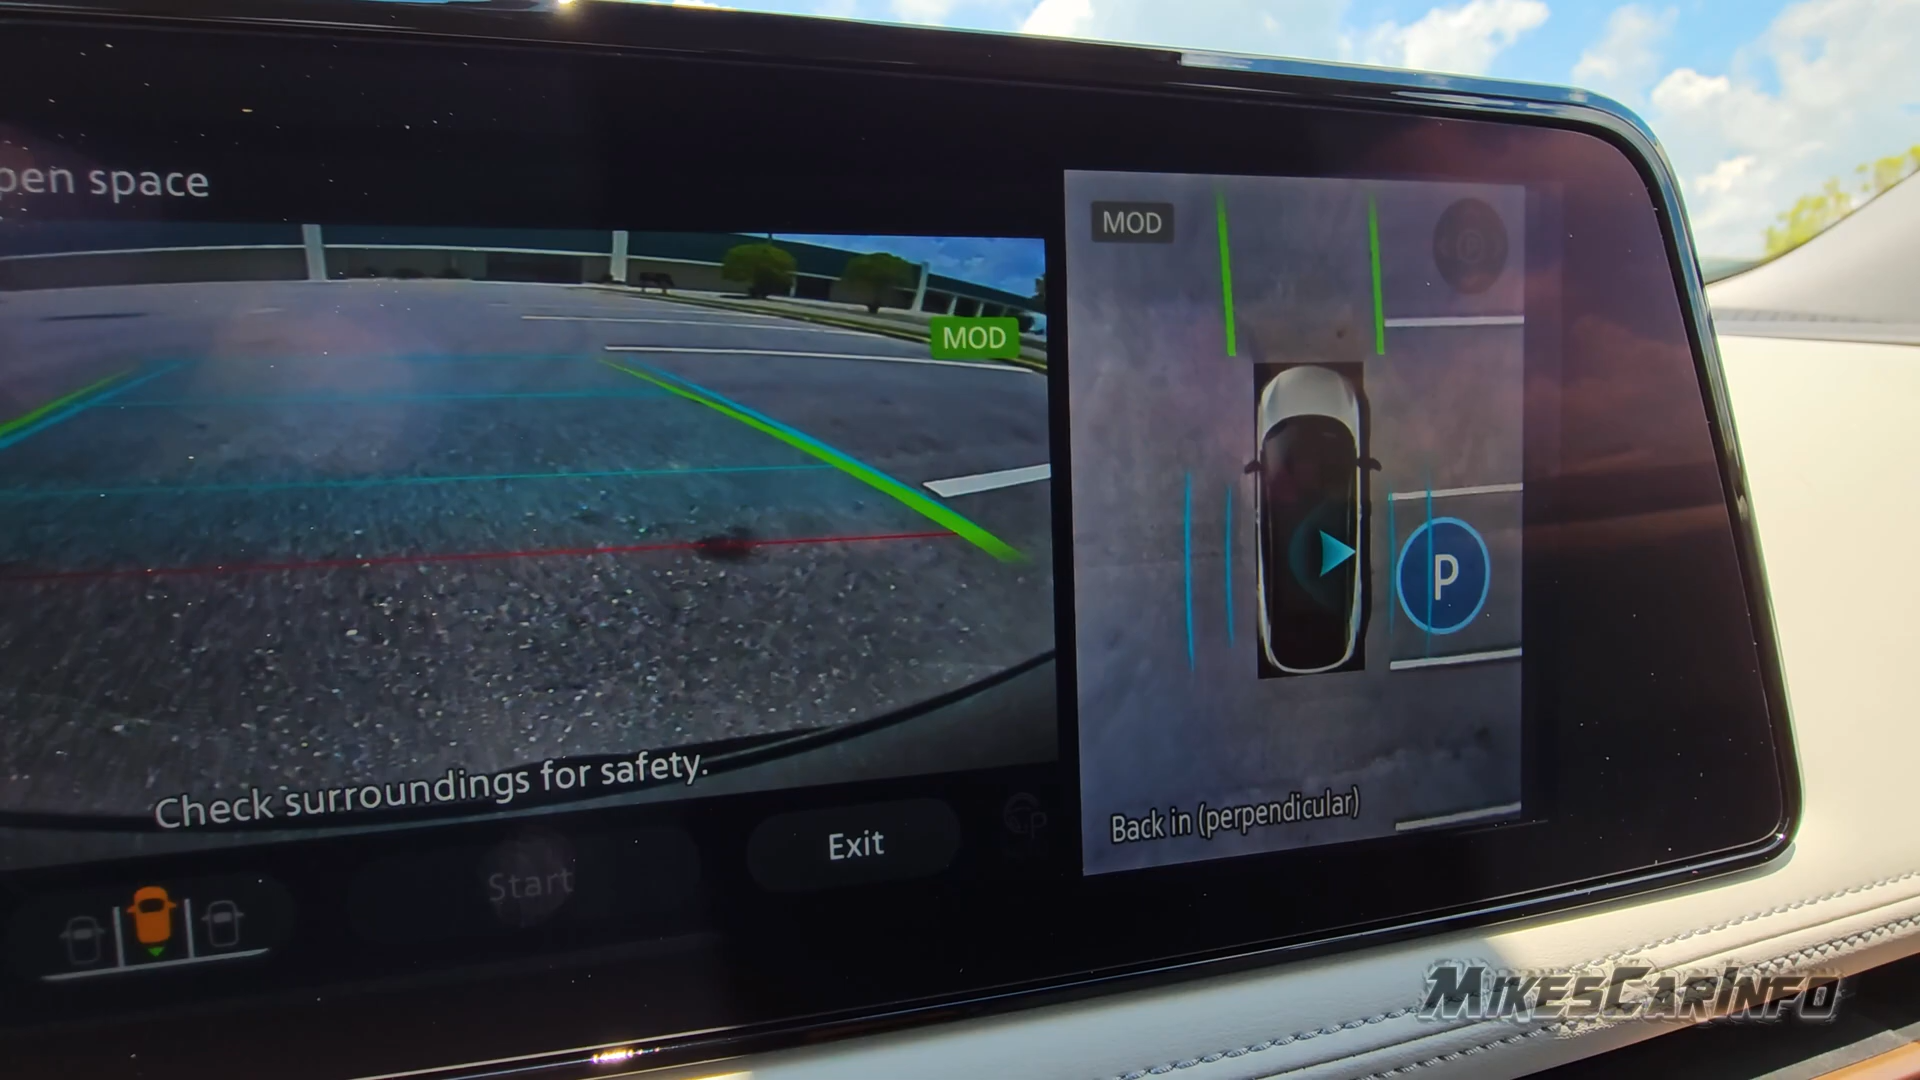 pen space
MOD
MOD
P
Back in (perpendicular)
Check surroundings for safety.
Start
Exit
P
MIKESCARINFO